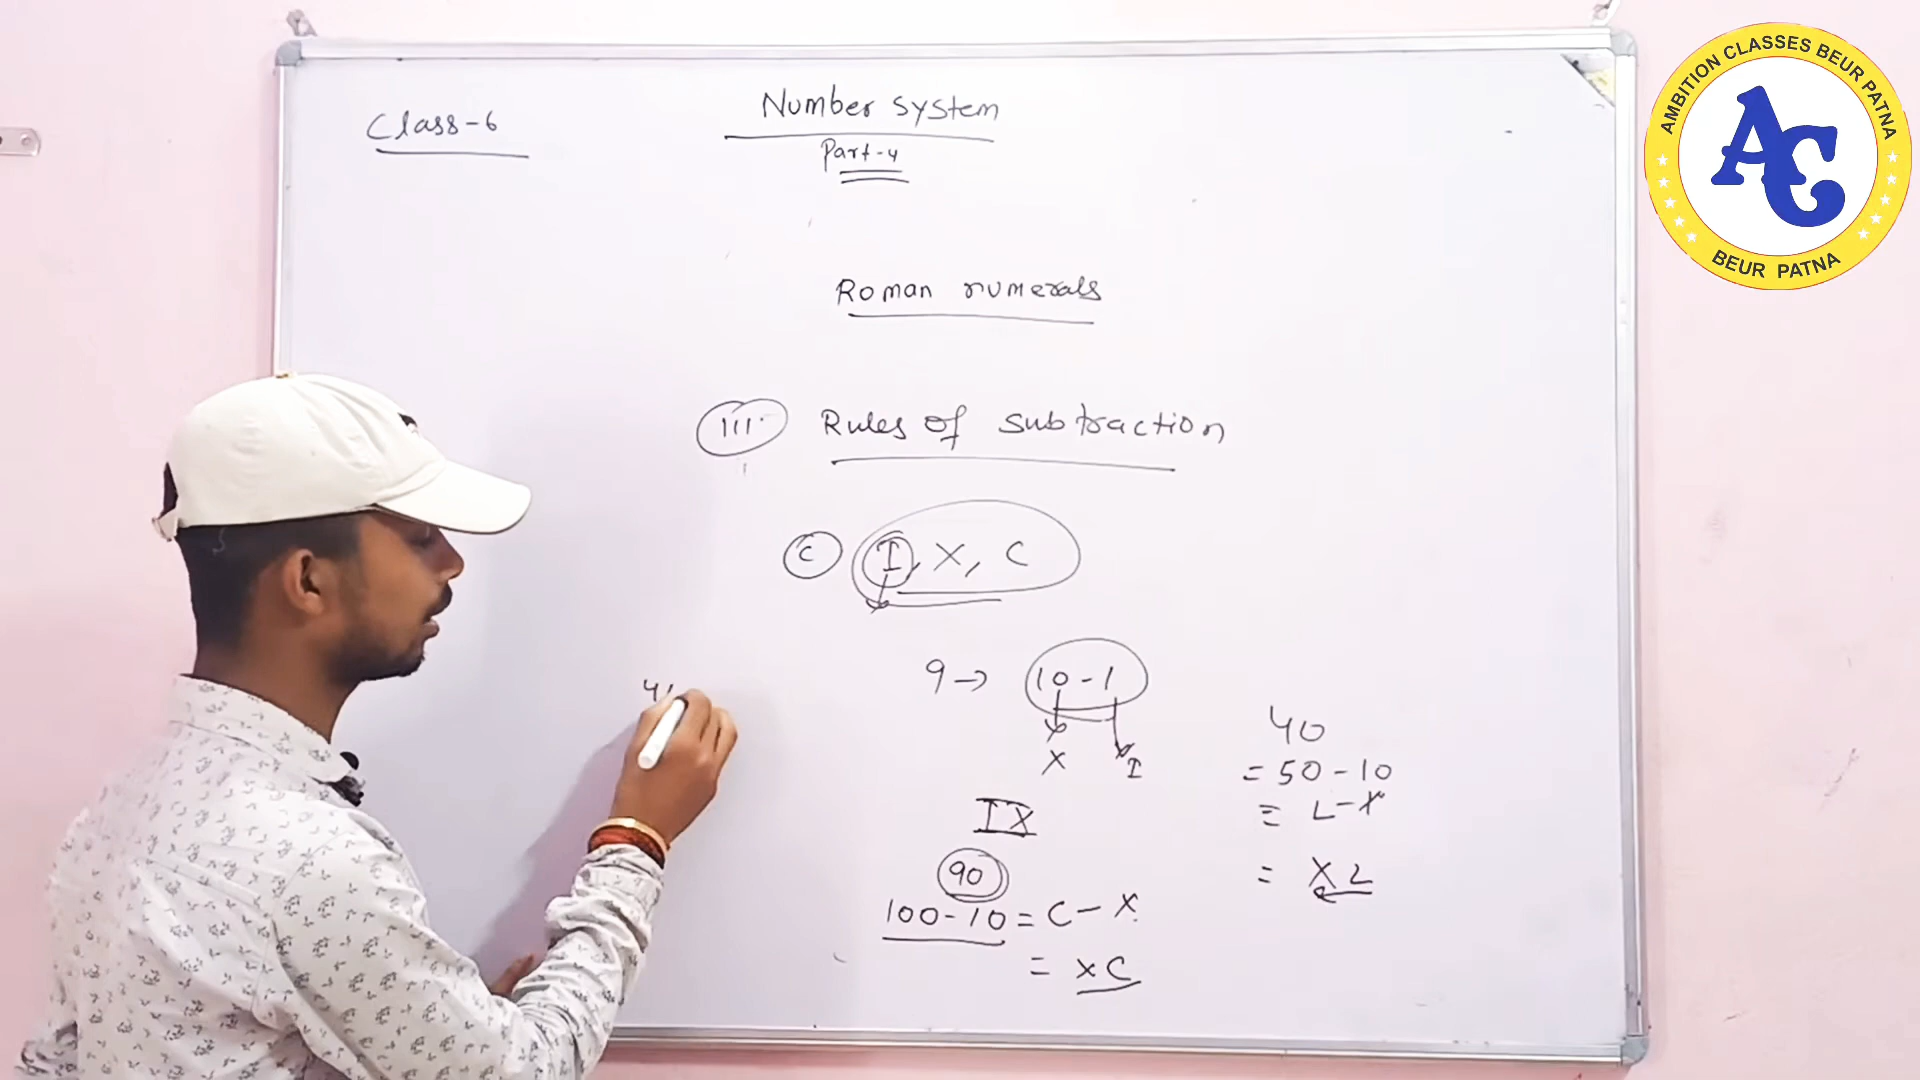 Class-6
Number system
Part-4
Roman numerals
III. Rules of subtraction
C I, X, C
9 → 10-1
X I
IX
90
100-10 = C - X
= XC
40
= 50-10
= L-X
= XL
4
AMBITION CLASSES BEUR PATNA
AC
BEUR PATNA